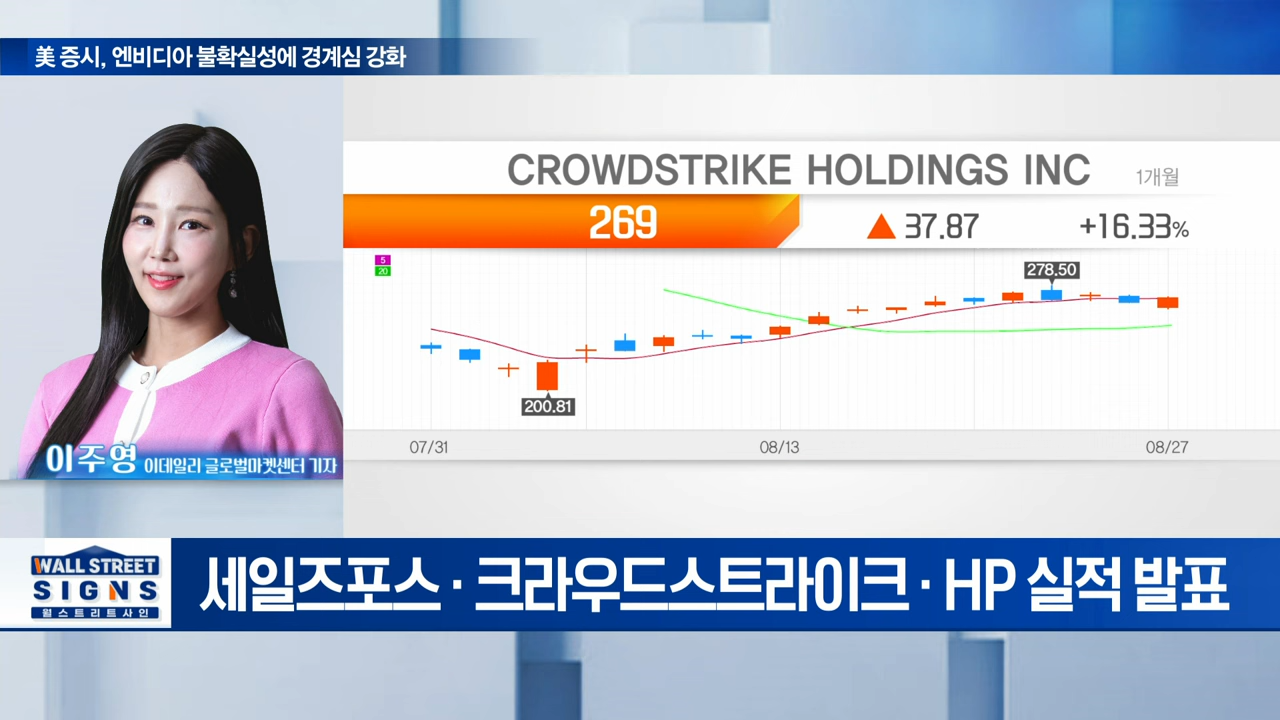 美 증시, 엔비디아 불확실성에 경계심 강화
CROWDSTRIKE HOLDINGS INC 1개월
269 ▲ 37.87 +16.33%
5
20
278.50
200.81
07/31 08/13 08/27
이주영 이데일리 글로벌마켓센터 기자
WALL STREET
SIGNS
월스트리트사인
세일즈포스·크라우드스트라이크·HP 실적 발표